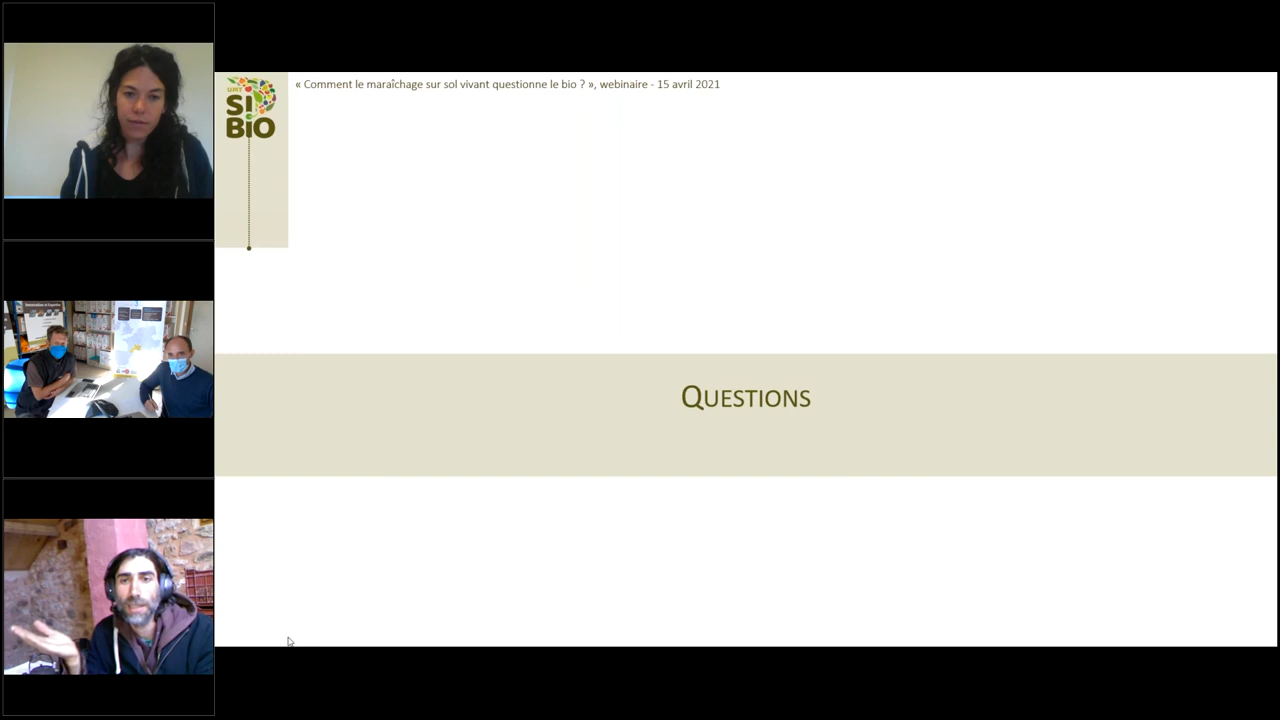 UMT
SI
BIO
« Comment le maraîchage sur sol vivant questionne le bio ? », webinaire - 15 avril 2021
QUESTIONS